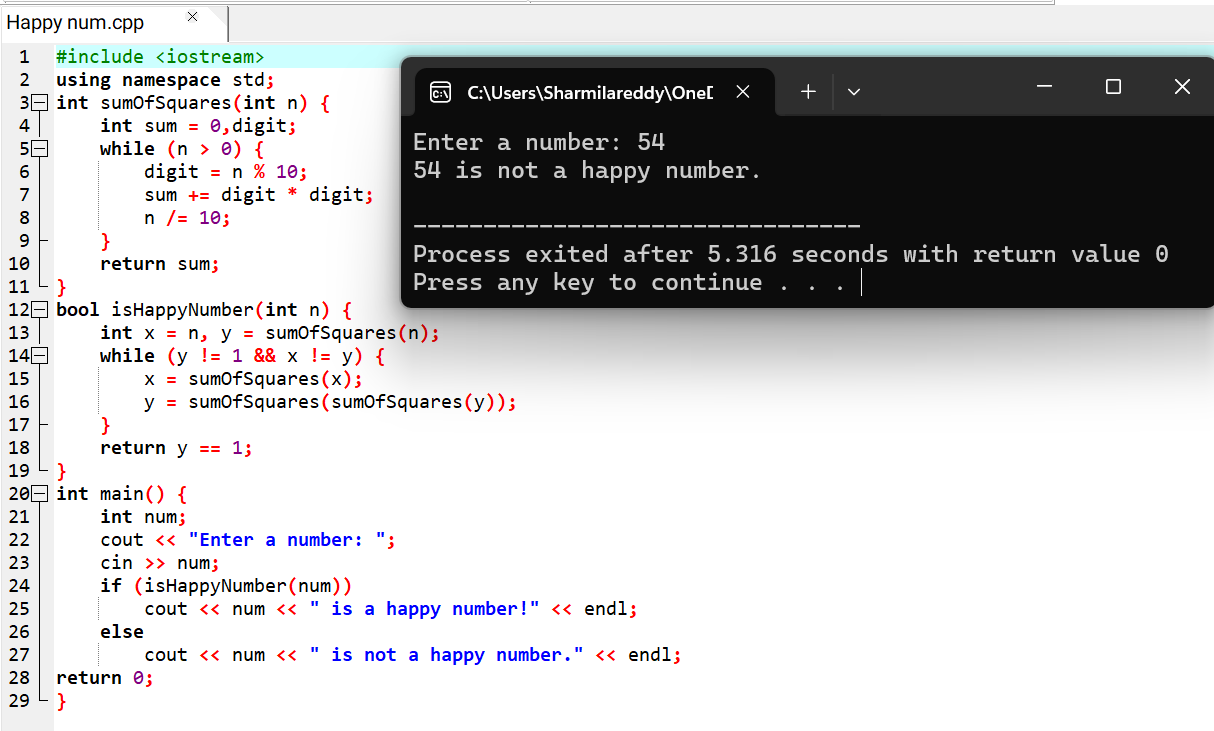 Happy num.cpp
1 #include <iostream>
2 using namespace std;
3 int sumOfSquares(int n) {
4     int sum = 0,digit;
5     while (n > 0) {
6         digit = n % 10;
7         sum += digit * digit;
8         n /= 10;
9     }
10     return sum;
11 }
12 bool isHappyNumber(int n) {
13     int x = n, y = sumOfSquares(n);
14     while (y != 1 && x != y) {
15         x = sumOfSquares(x);
16         y = sumOfSquares(sumOfSquares(y));
17     }
18     return y == 1;
19 }
20 int main() {
21     int num;
22     cout << "Enter a number: ";
23     cin >> num;
24     if (isHappyNumber(num))
25         cout << num << " is a happy number!" << endl;
26     else
27         cout << num << " is not a happy number." << endl;
28 return 0;
29 }
C:\Users\Sharmilareddy\OneD
Enter a number: 54
54 is not a happy number.
--------------------------------
Process exited after 5.316 seconds with return value 0
Press any key to continue . . .